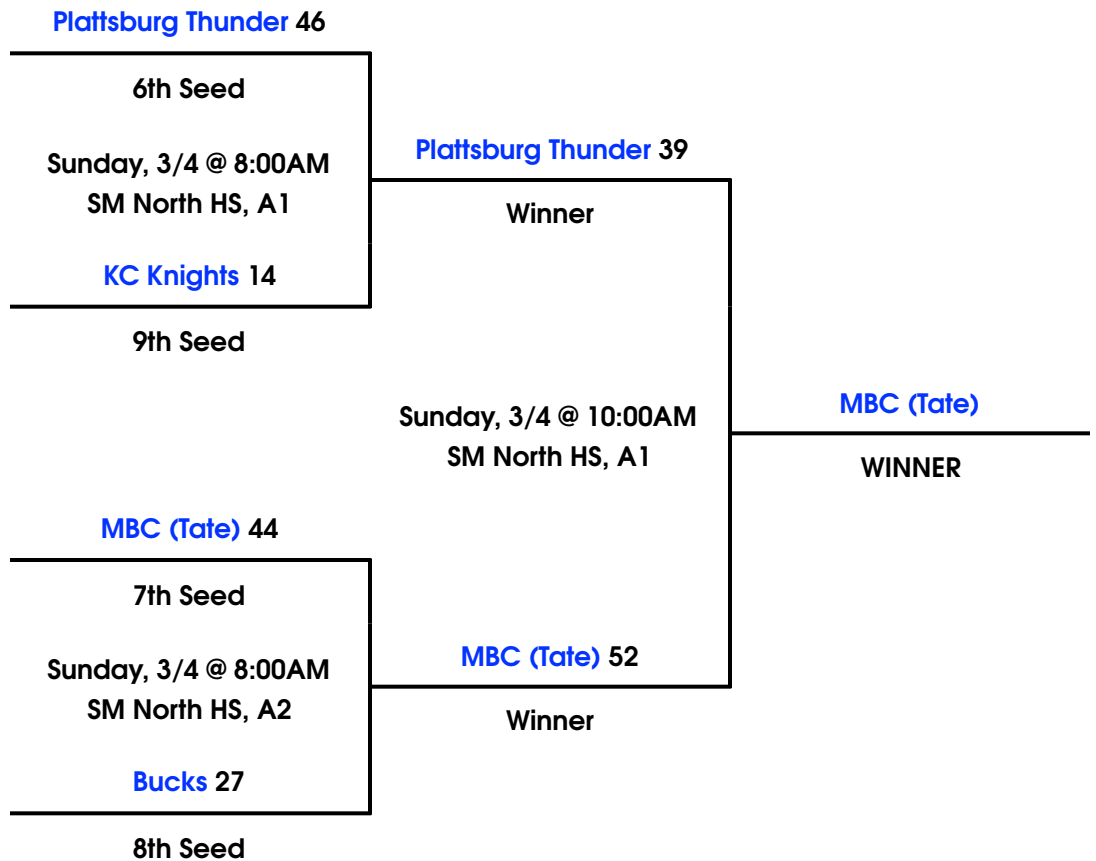 Plattsburg Thunder 46
6th Seed
Sunday, 3/4 @ 8:00AM
SM North HS, A1
KC Knights 14
9th Seed
Plattsburg Thunder 39
Winner
Sunday, 3/4 @ 10:00AM
SM North HS, A1
MBC (Tate)
WINNER
MBC (Tate) 44
7th Seed
Sunday, 3/4 @ 8:00AM
SM North HS, A2
Bucks 27
8th Seed
MBC (Tate) 52
Winner